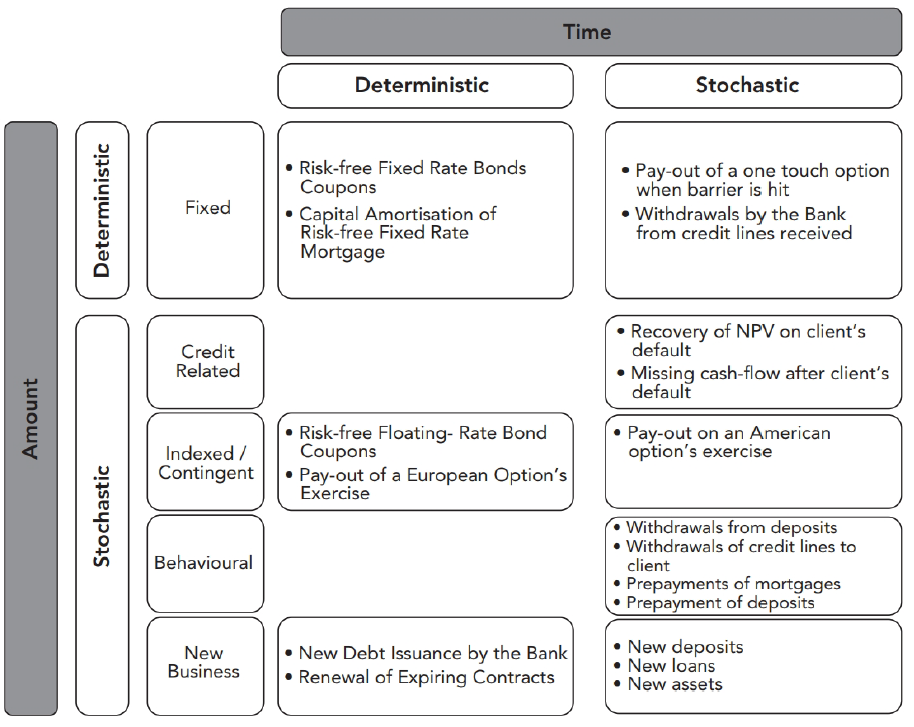 Time
Deterministic
Stochastic
Amount
Deterministic
Fixed
• Risk-free Fixed Rate Bonds
Coupons
• Capital Amortisation of
Risk-free Fixed Rate
Mortgage
• Pay-out of a one touch option
when barrier is hit
• Withdrawals by the Bank
from credit lines received
Stochastic
Credit
Related
• Recovery of NPV on client's
default
• Missing cash-flow after client's
default
Indexed /
Contingent
• Risk-free Floating- Rate Bond
Coupons
• Pay-out of a European Option's
Exercise
• Pay-out on an American
option's exercise
Behavioural
• Withdrawals from deposits
• Withdrawals of credit lines to
client
• Prepayments of mortgages
• Prepayment of deposits
New
Business
• New Debt Issuance by the Bank
• Renewal of Expiring Contracts
• New deposits
• New loans
• New assets